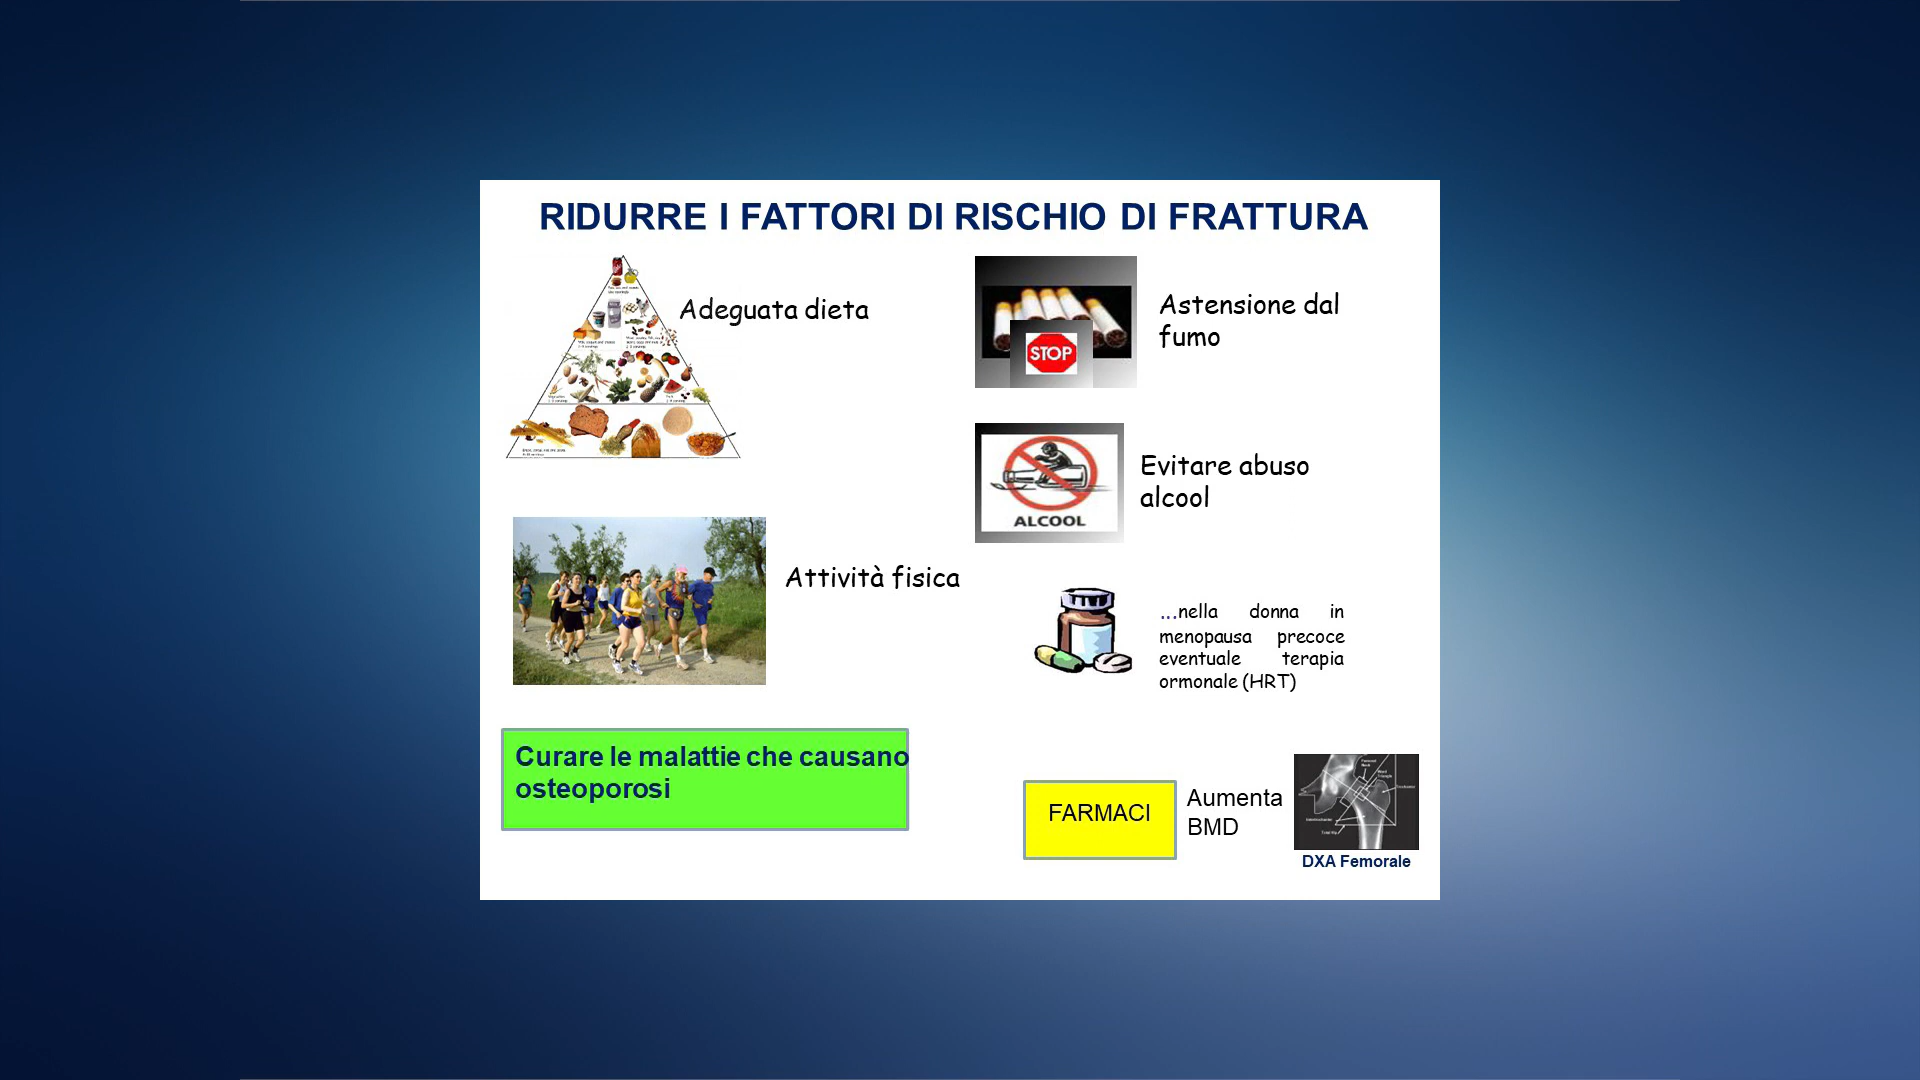 RIDURRE I FATTORI DI RISCHIO DI FRATTURA
Adeguata dieta
Astensione dal
fumo
STOP
Evitare abuso
alcool
ALCOOL
Attività fisica
...nella donna in
menopausa precoce
eventuale terapia
ormonale (HRT)
Curare le malattie che causano
osteoporosi
FARMACI
Aumenta
BMD
DXA Femorale